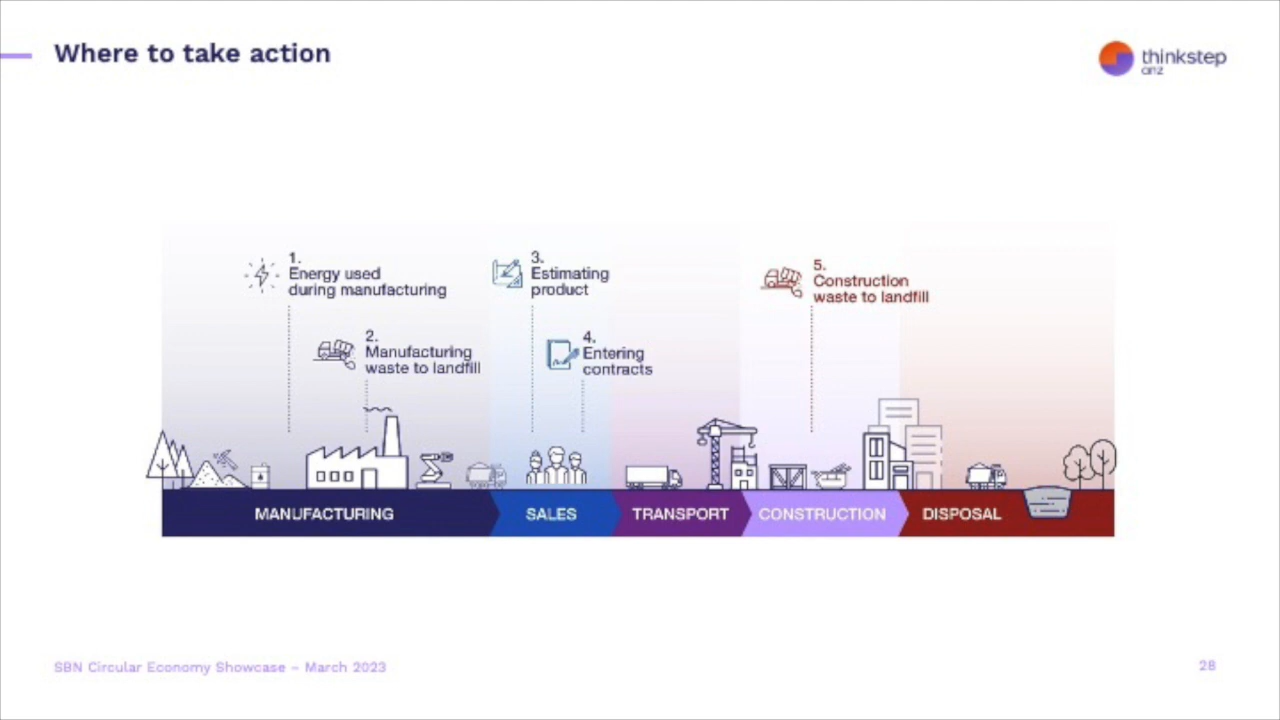 Where to take action
thinkstep
anz
1.
Energy used
during manufacturing
2.
Manufacturing
waste to landfill
3.
Estimating
product
4.
Entering
contracts
5.
Construction
waste to landfill
MANUFACTURING
SALES
TRANSPORT
CONSTRUCTION
DISPOSAL
SBN Circular Economy Showcase – March 2023
28